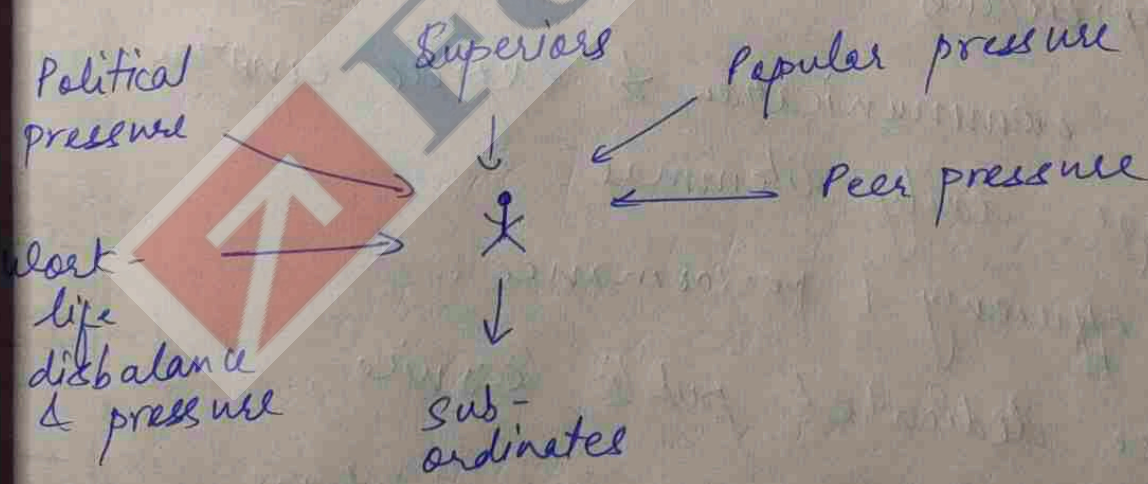 Political
pressure
Superiors
Popular pressure
Peer pressure
Work-
life
disbalance
& pressure
sub-
ordinates